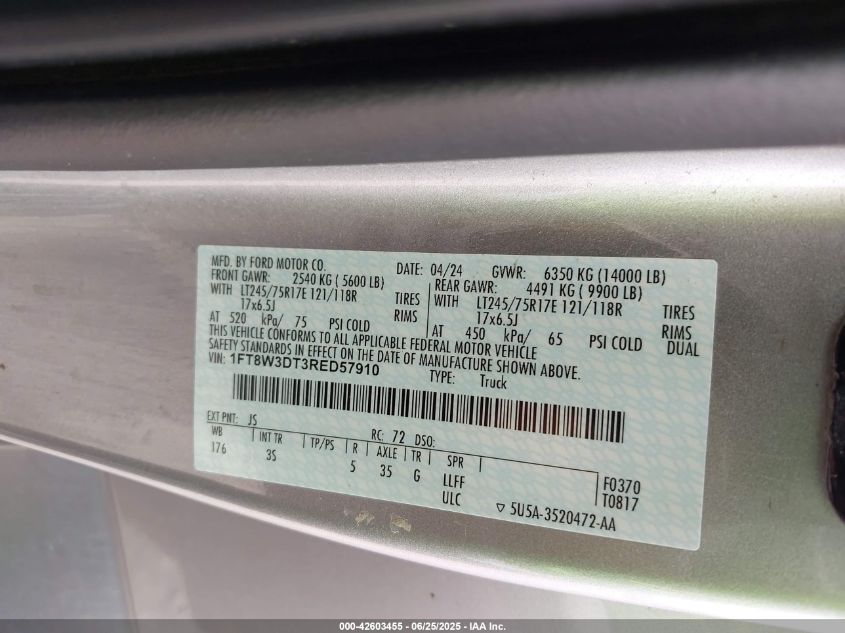 MFD. BY FORD MOTOR CO. DATE: 04/24 GVWR: 6350 KG (14000 LB)
FRONT GAWR: 2540 KG ( 5600 LB) REAR GAWR: 4491 KG ( 9900 LB)
WITH LT245/75R17E 121/118R TIRES WITH LT245/75R17E 121/118R TIRES
17x6.5J RIMS 17x6.5J RIMS
AT 520 kPa/ 75 PSI COLD AT 450 kPa/ 65 PSI COLD DUAL
THIS VEHICLE CONFORMS TO ALL APPLICABLE FEDERAL MOTOR VEHICLE
SAFETY STANDARDS IN EFFECT ON THE DATE OF MANUFACTURE SHOWN ABOVE.
VIN: 1FT8W3DT3RED57910 TYPE: Truck
EXT PNT: JS RC: 72 DSO:
WB INT TR TP/PS R AXLE TR SPR
176 3S 5 35 G LLFF F0370
ULC T0817
5U5A-3520472-AA
000-42603455 - 06/25/2025 - IAA Inc.